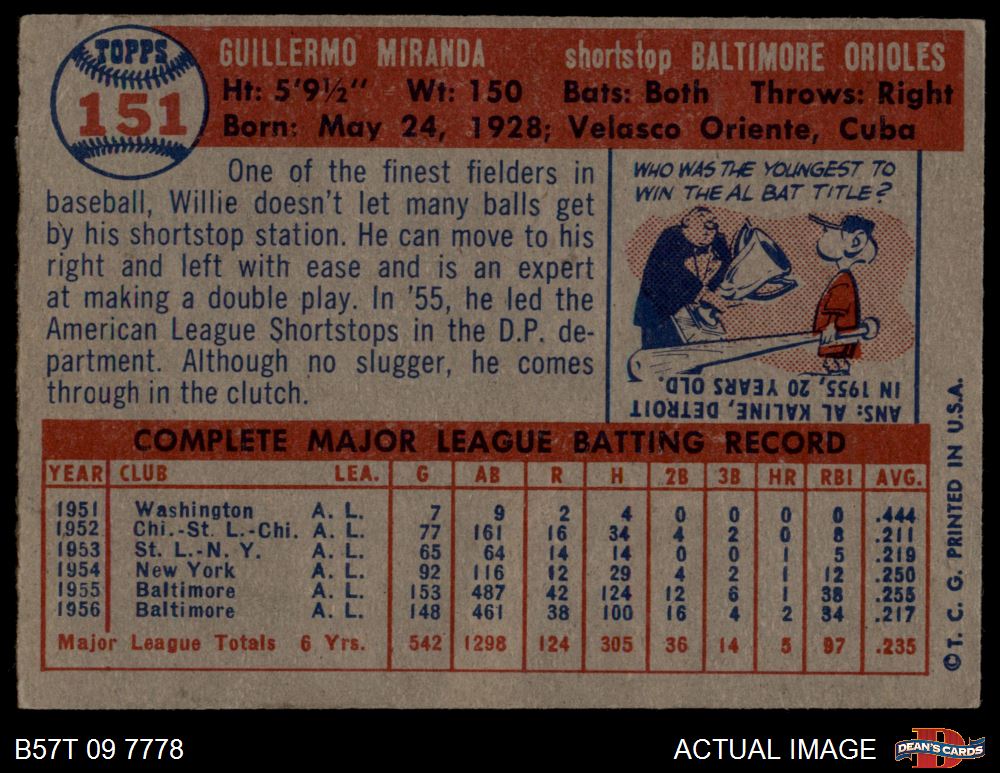 TOPPS
151
GUILLERMO MIRANDA shortstop BALTIMORE ORIOLES
Ht: 5'9½" Wt: 150 Bats: Both Throws: Right
Born: May 24, 1928; Velasco Oriente, Cuba
One of the finest fielders in
baseball, Willie doesn't let many balls get
by his shortstop station. He can move to his
right and left with ease and is an expert
at making a double play. In '55, he led the
American League Shortstops in the D.P. de-
partment. Although no slugger, he comes
through in the clutch.
WHO WAS THE YOUNGEST TO
WIN THE AL BAT TITLE?
ANS: AL KALINE, DETROIT
IN 1955, 20 YEARS OLD.
COMPLETE MAJOR LEAGUE BATTING RECORD
YEAR CLUB LEA. G AB R H 2B 3B HR RBI AVG.
1951 Washington A. L. 7 9 2 4 0 0 0 0 .444
1952 Chi.-St. L.-Chi. A. L. 77 161 16 34 4 2 0 8 .211
1953 St. L.-N. Y. A. L. 65 64 14 14 0 0 1 5 .219
1954 New York A. L. 92 116 12 29 4 2 1 12 .250
1955 Baltimore A. L. 153 487 42 124 12 6 1 38 .255
1956 Baltimore A. L. 148 461 38 100 16 4 2 34 .217
Major League Totals 6 Yrs. 542 1298 124 305 36 14 5 97 .235
© T. C. G. PRINTED IN U.S.A.
B57T 09 7778
ACTUAL IMAGE
D
DEAN'S CARDS